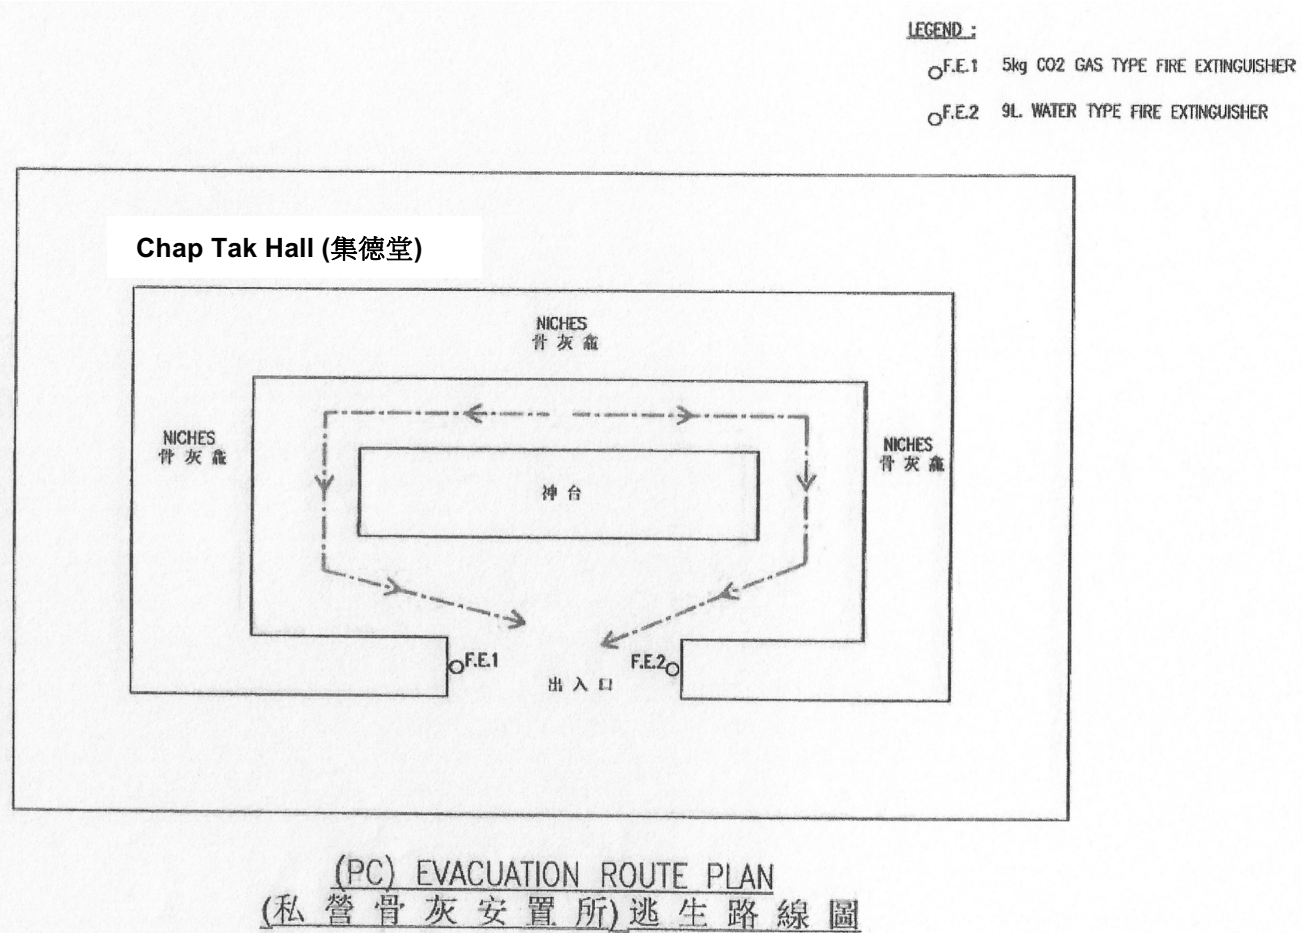 LEGEND :
F.E.1 5kg CO2 GAS TYPE FIRE EXTINGUISHER
F.E.2 9L. WATER TYPE FIRE EXTINGUISHER
Chap Tak Hall (集德堂)
NICHES
骨灰龕
NICHES
骨灰龕
NICHES
骨灰龕
神台
F.E.1
F.E.2
出入口
(PC) EVACUATION ROUTE PLAN
(私營骨灰安置所)逃生路線圖